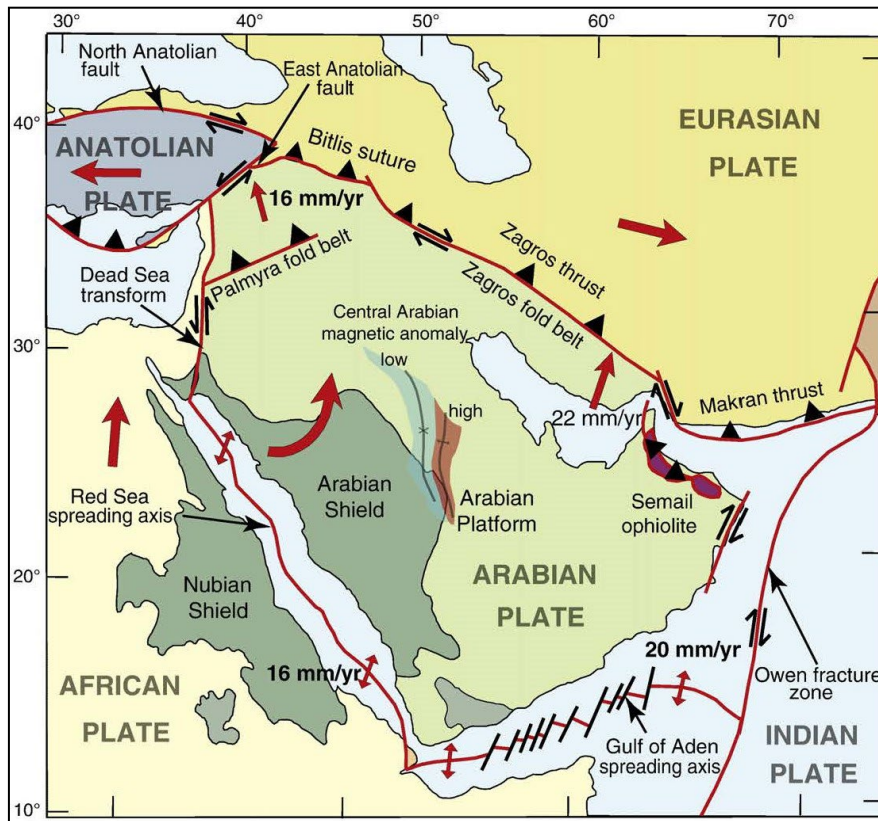 30°
40°
50°
60°
70°
North Anatolian
fault
East Anatolian
fault
40°
ANATOLIAN
PLATE
Bitlis suture
EURASIAN
PLATE
16 mm/yr
Palmyra fold belt
Zagros thrust
Zagros fold belt
Dead Sea
transform
Central Arabian
magnetic anomaly
low
high
30°
22 mm/yr
Makran thrust
Red Sea
spreading axis
Arabian
Shield
Arabian
Platform
Semail
ophiolite
20°
Nubian
Shield
ARABIAN
PLATE
16 mm/yr
20 mm/yr
Owen fracture
zone
AFRICAN
PLATE
Gulf of Aden
spreading axis
INDIAN
PLATE
10°